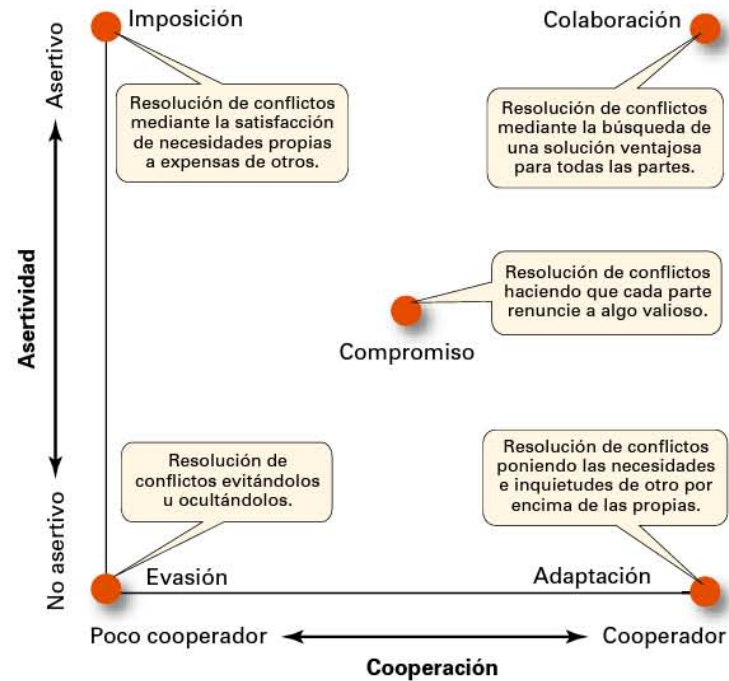 Imposición
Colaboración
Asertivo
Resolución de conflictos
mediante la satisfacción
de necesidades propias
a expensas de otros.
Resolución de conflictos
mediante la búsqueda de
una solución ventajosa
para todas las partes.
Asertividad
Resolución de conflictos
haciendo que cada parte
renuncie a algo valioso.
Compromiso
Resolución de
conflictos evitándolos
u ocultándolos.
Resolución de conflictos
poniendo las necesidades
e inquietudes de otro por
encima de las propias.
No asertivo
Evasión
Adaptación
Poco cooperador
Cooperador
Cooperación